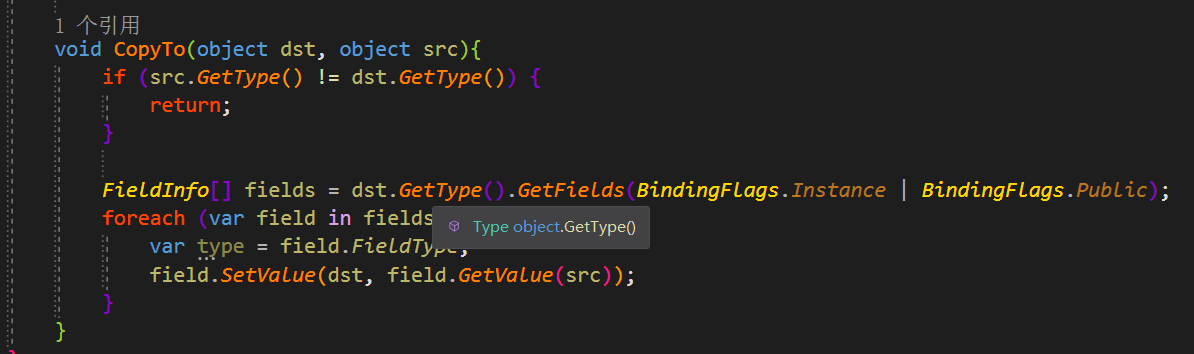 1 个引用
void CopyTo(object dst, object src){
if (src.GetType() != dst.GetType()) {
return;
}
FieldInfo[] fields = dst.GetType().GetFields(BindingFlags.Instance | BindingFlags.Public);
foreach (var field in fields
Type object.GetType()
var type = field.FieldType;
field.SetValue(dst, field.GetValue(src));
}
}